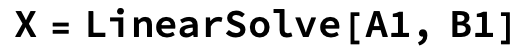 X = LinearSolve[A1, B1]